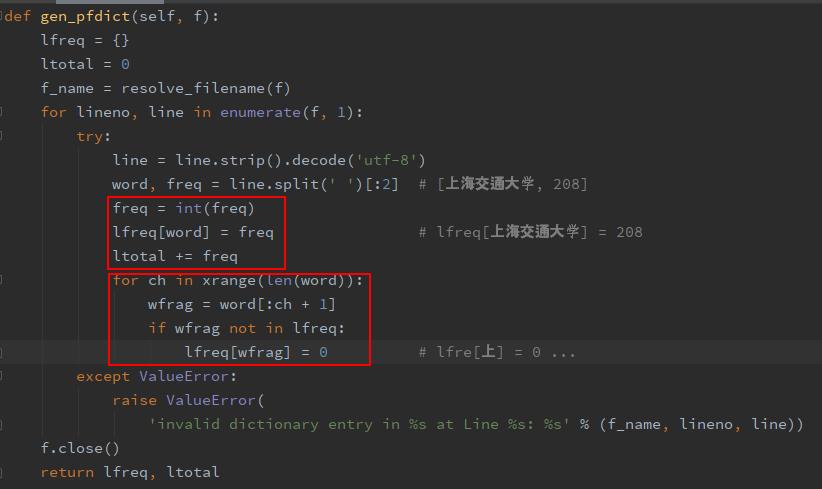 def gen_pfdict(self, f):
    lfreq = {}
    ltotal = 0
    f_name = resolve_filename(f)
    for lineno, line in enumerate(f, 1):
        try:
            line = line.strip().decode('utf-8')
            word, freq = line.split(' ')[:2]  # [上海交通大学, 208]
            freq = int(freq)
            lfreq[word] = freq                # lfreq[上海交通大学] = 208
            ltotal += freq
            for ch in xrange(len(word)):
                wfrag = word[:ch + 1]
                if wfrag not in lfreq:
                    lfreq[wfrag] = 0          # lfre[上] = 0 ...
        except ValueError:
            raise ValueError(
                'invalid dictionary entry in %s at Line %s: %s' % (f_name, lineno, line))
    f.close()
    return lfreq, ltotal